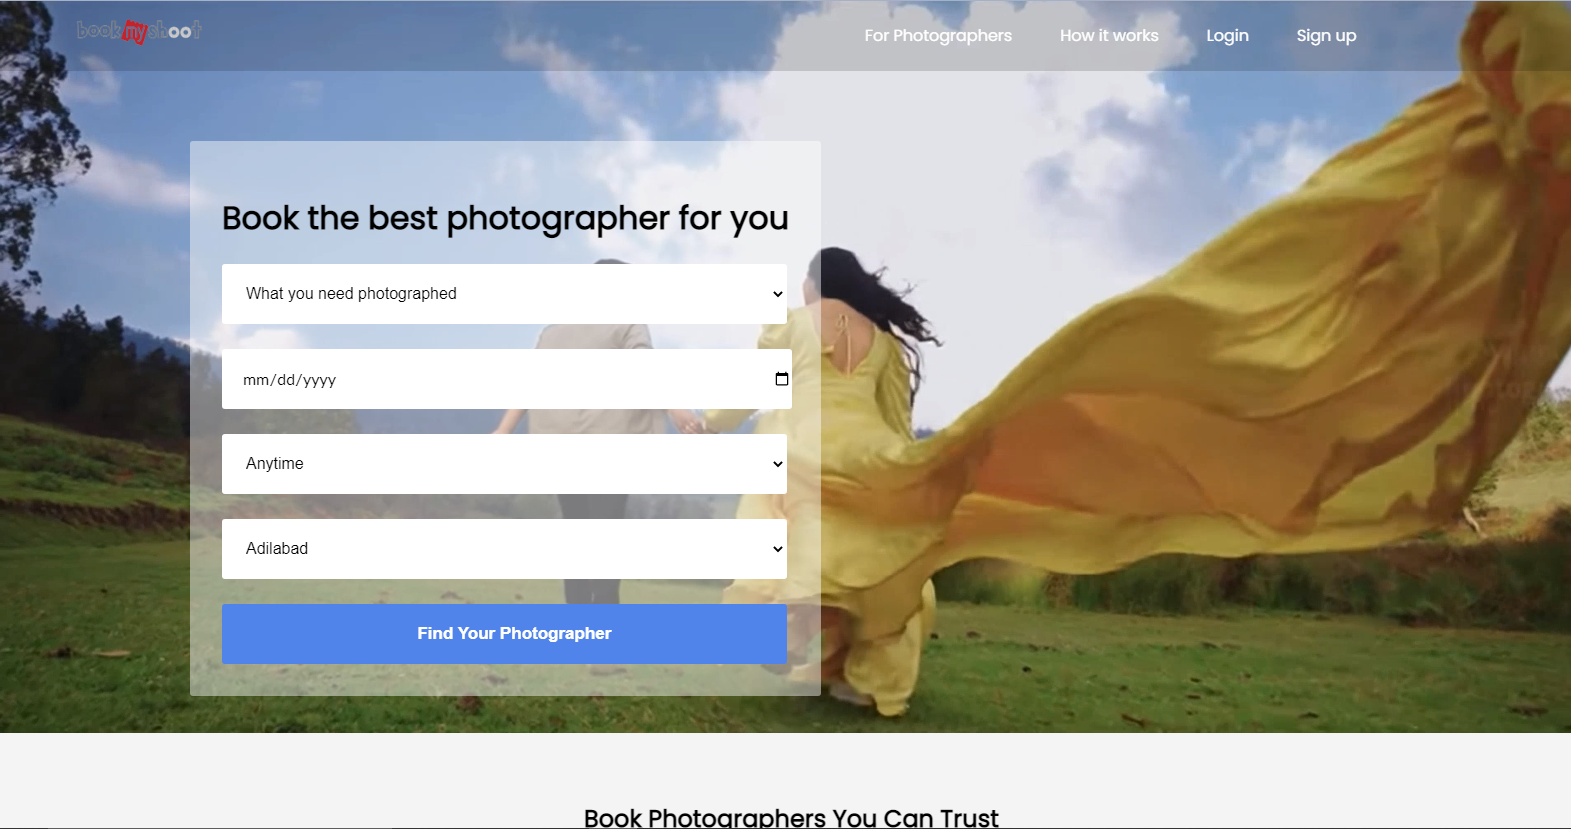 bookmyshoot
For Photographers
How it works
Login
Sign up
Book the best photographer for you
What you need photographed
mm/dd/yyyy
Anytime
Adilabad
Find Your Photographer
Book Photographers You Can Trust